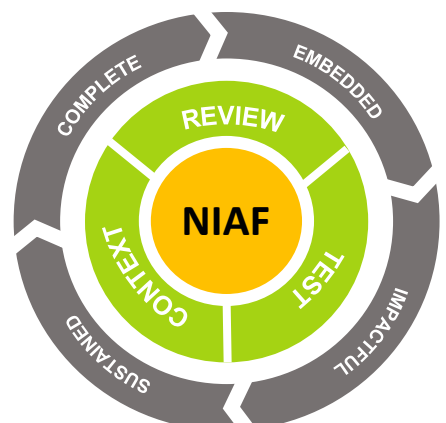 COMPLETE
EMBEDDED
REVIEW
NIAF
CONTEXT
TEST
SUSTAINED
IMPACTFUL